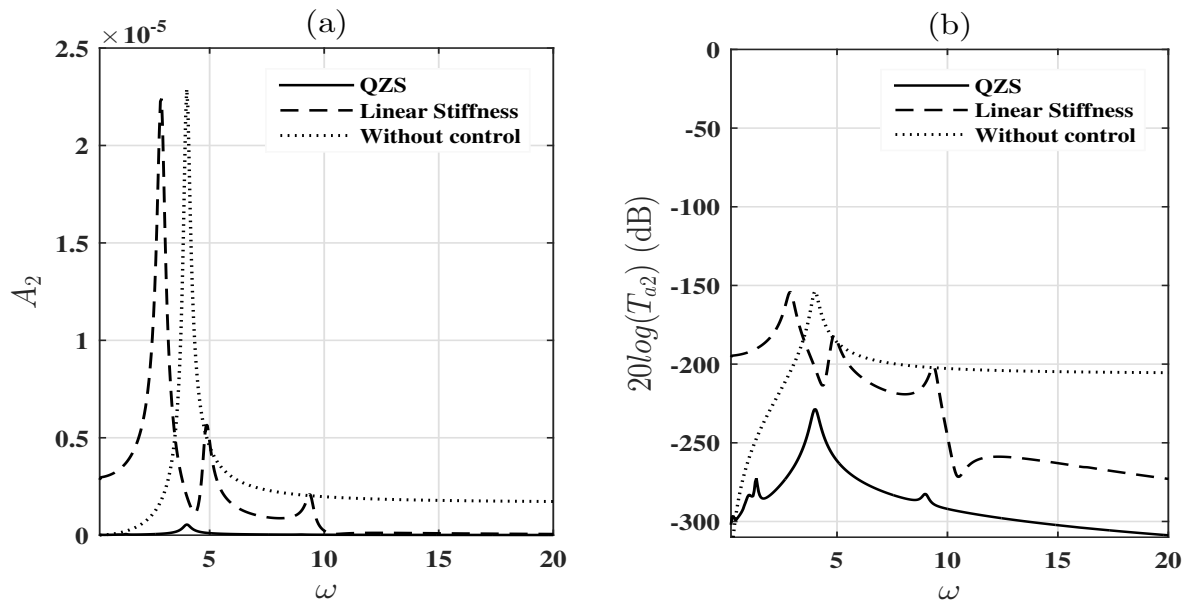 (a)
× 10⁻⁵
2.5
2
1.5
1
0.5
0
5
10
15
20
A₂
ω
QZS
Linear Stiffness
Without control
(b)
0
-50
-100
-150
-200
-250
-300
5
10
15
20
20log(Tₐ₂) (dB)
ω
QZS
Linear Stiffness
Without control